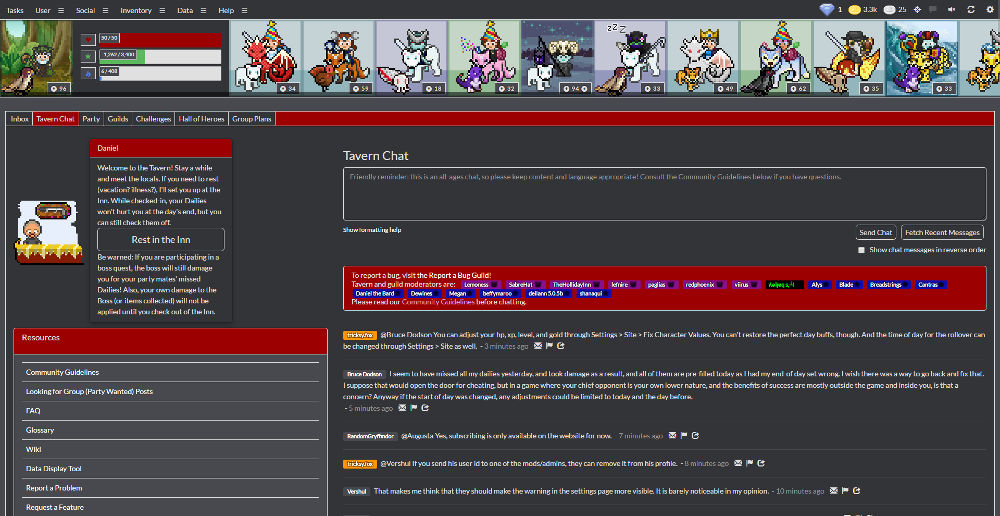 Tasks User Social Inventory Data Help 1 3.3k 25
50 / 50
6 / 408
96 34 59 18 32 94 33 49 62 35 33
Inbox Tavern Chat Party Guilds Challenges Hall of Heroes Group Plans
Daniel
Welcome to the Tavern! Stay a while
and meet the locals. If you need to rest
(vacation? illness?), I'll set you up at the
Inn. While checked-in, your Dailies
won't hurt you at the day's end, but you
can still check them off.
Rest in the Inn
Be warned: If you are participating in
a boss quest, the boss will still damage
you for your party mates' missed
Dailies! Also, your own damage to the
Boss (or items collected) will not be
applied until you check out of the Inn.
Resources
Community Guidelines
Looking for Group (Party Wanted) Posts
FAQ
Glossary
Wiki
Data Display Tool
Report a Problem
Request a Feature
Tavern Chat
Friendly reminder: this is an all-ages chat, so please keep content and language appropriate! Consult the Community Guidelines below if you have questions.
Show formatting help
Send Chat Fetch Recent Messages
Show chat messages in reverse order
To report a bug, visit the Report a Bug Guild!
Tavern and guild moderators are: Lemoness SabreHat TheHollidayInn lefnire paglias redphoenix viirus Alys Blade Breadstrings Cantras
Daniel the Bard Dewines Megan beffymaroo deilann 5.0.5b shanaqui
Please read our Community Guidelines before chatting.
trickeyfox @Bruce Dodson You can adjust your hp, xp, level, and gold through Settings > Site > Fix Character Values. You can't restore the perfect day buffs, though. And the time of day for the rollover can
be changed through Settings > Site as well. - 3 minutes ago
Bruce Dodson I seem to have missed all my dailies yesterday, and took damage as a result, and all of them are pre-filled today as I had my end of day set wrong. I wish there was a way to go back and fix that.
I suppose that would open the door for cheating, but in a game where your chief opponent is your own lower nature, and the benefits of success are mostly outside the game and inside you, is that a
concern? Anyway if the start of day was changed, any adjustments could be limited to today and the day before.
- 5 minutes ago
RandomGryffindor @Augusta Yes, subscribing is only available on the website for now. - 7 minutes ago
trickeyfox @Vershul If you send his user id to one of the mods/admins, they can remove it from his profile. - 8 minutes ago
Vershul That makes me think that they should make the warning in the settings page more visible. It is barely noticeable in my opinion. - 10 minutes ago